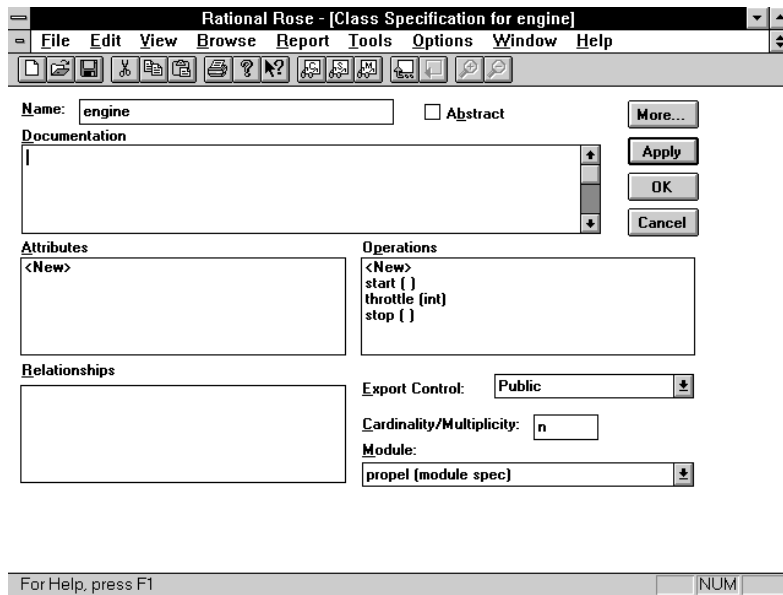 Rational Rose - [Class Specification for engine]
File Edit View Browse Report Tools Options Window Help
Name: engine
Abstract
More...
Documentation
Apply
OK
Cancel
Attributes
<New>
Operations
<New>
start ( )
throttle (int)
stop ( )
Relationships
Export Control: Public
Cardinality/Multiplicity: n
Module:
propel (module spec)
For Help, press F1
NUM